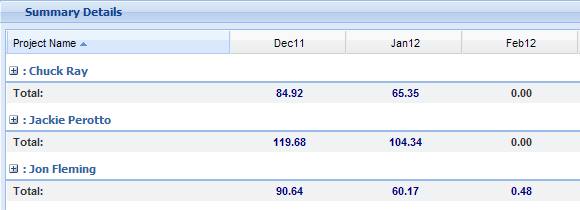 Summary Details
Project Name Dec11 Jan12 Feb12
: Chuck Ray
Total: 84.92 65.35 0.00
: Jackie Perotto
Total: 119.68 104.34 0.00
: Jon Fleming
Total: 90.64 60.17 0.48